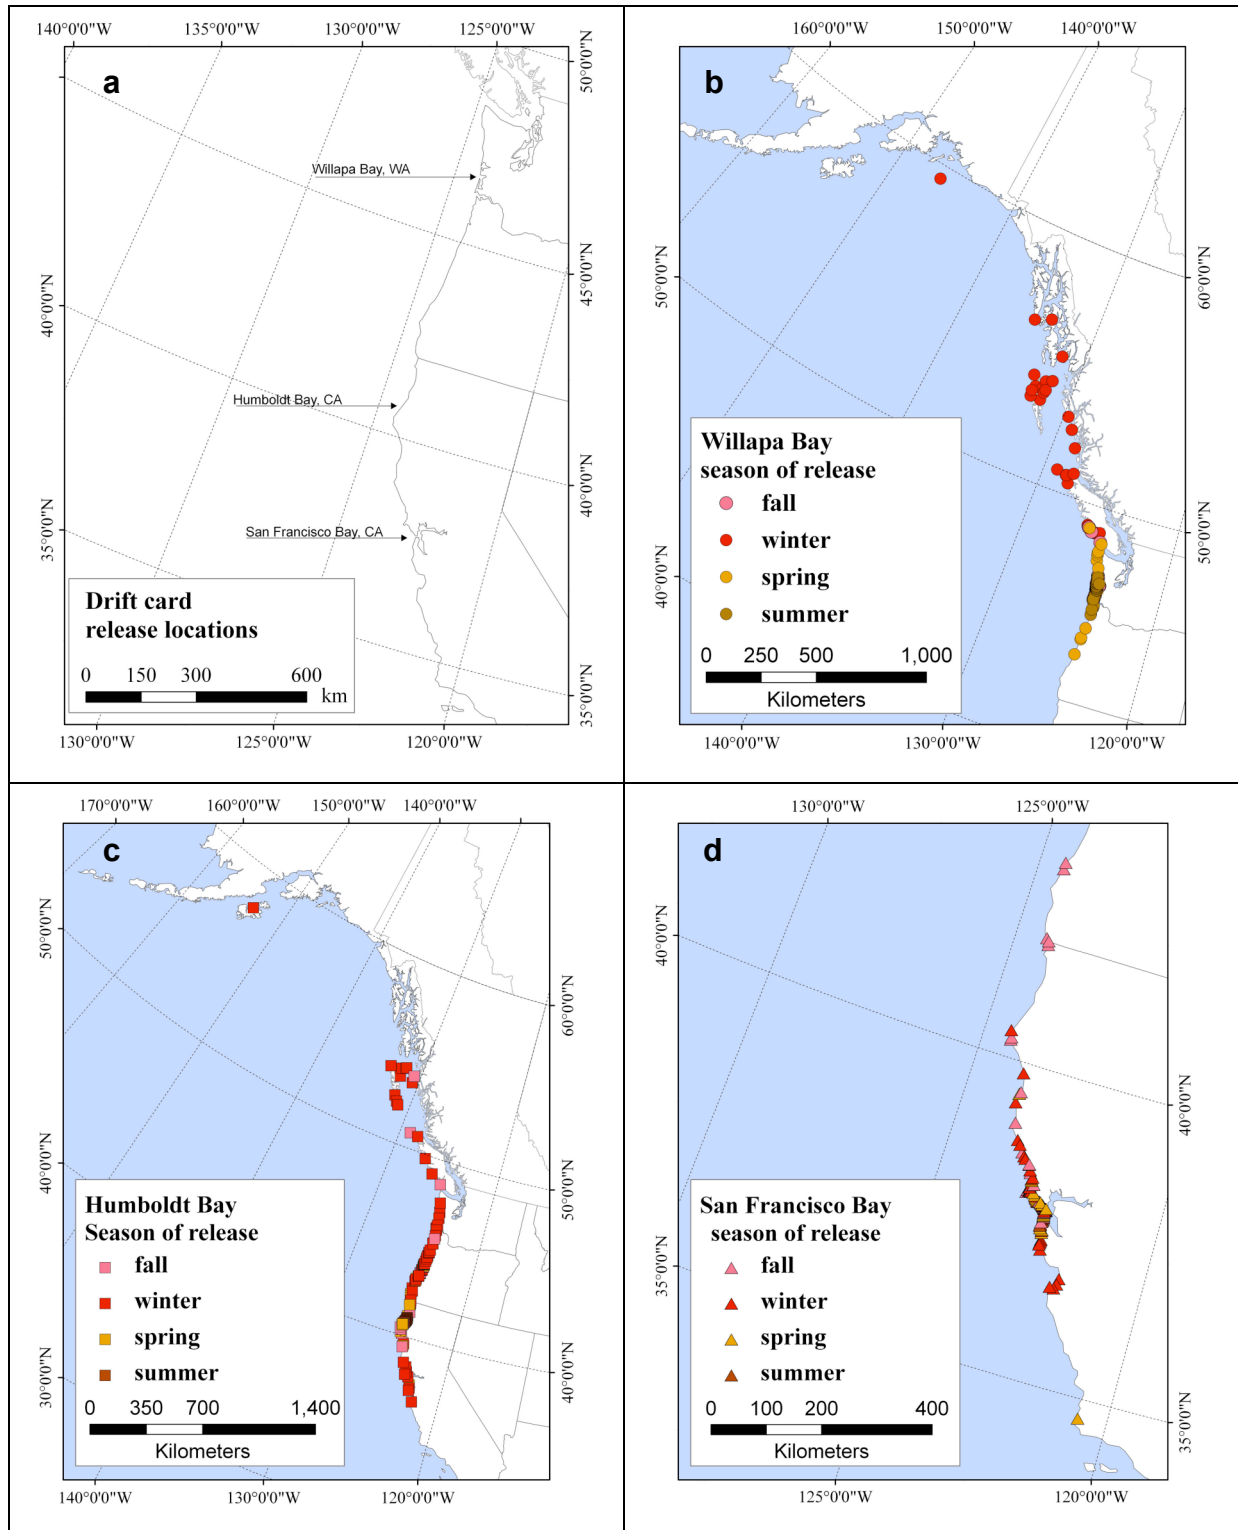 140°0'0"W
135°0'0"W
130°0'0"W
125°0'0"W
a
50°0'0"N
Willapa Bay, WA
45°0'0"N
40°0'0"N
Humboldt Bay, CA
40°0'0"N
San Francisco Bay, CA
35°0'0"N
Drift card
release locations
0 150 300 600
km
35°0'0"N
130°0'0"W
125°0'0"W
120°0'0"W
160°0'0"W
150°0'0"W
140°0'0"W
b
50°0'0"N
60°0'0"N
Willapa Bay
season of release
fall
winter
spring
summer
0 250 500 1,000
Kilometers
50°0'0"N
40°0'0"N
140°0'0"W
130°0'0"W
120°0'0"W
170°0'0"W
160°0'0"W
150°0'0"W
140°0'0"W
c
50°0'0"N
60°0'0"N
40°0'0"N
50°0'0"N
Humboldt Bay
Season of release
fall
winter
spring
summer
0 350 700 1,400
Kilometers
30°0'0"N
40°0'0"N
140°0'0"W
130°0'0"W
120°0'0"W
130°0'0"W
125°0'0"W
d
40°0'0"N
40°0'0"N
San Francisco Bay
season of release
fall
winter
spring
summer
0 100 200 400
Kilometers
35°0'0"N
35°0'0"N
125°0'0"W
120°0'0"W